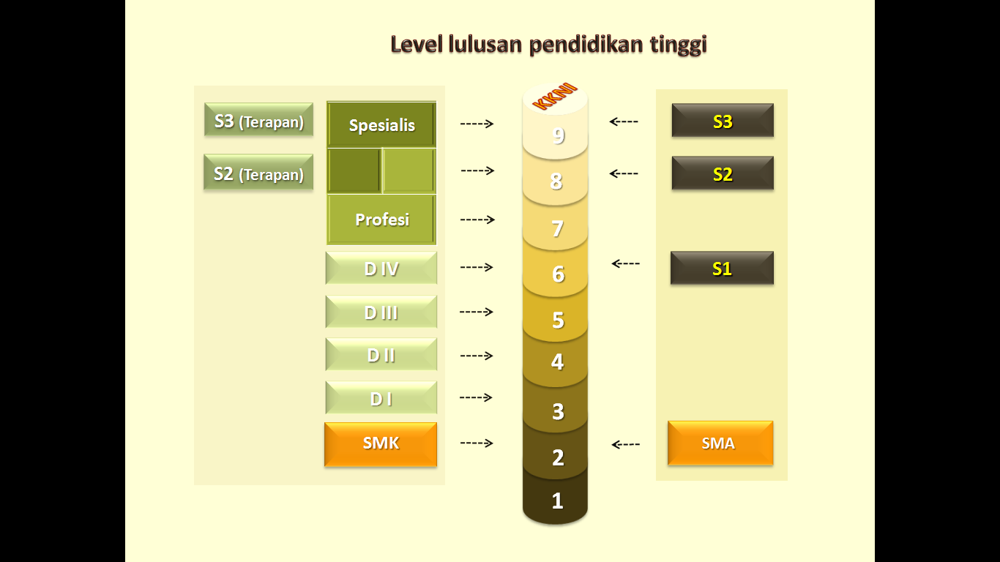 Level lulusan pendidikan tinggi
S3 (Terapan)
S2 (Terapan)
Spesialis
Profesi
D IV
D III
D II
D I
SMK
KKNI
9
8
7
6
5
4
3
2
1
S3
S2
S1
SMA